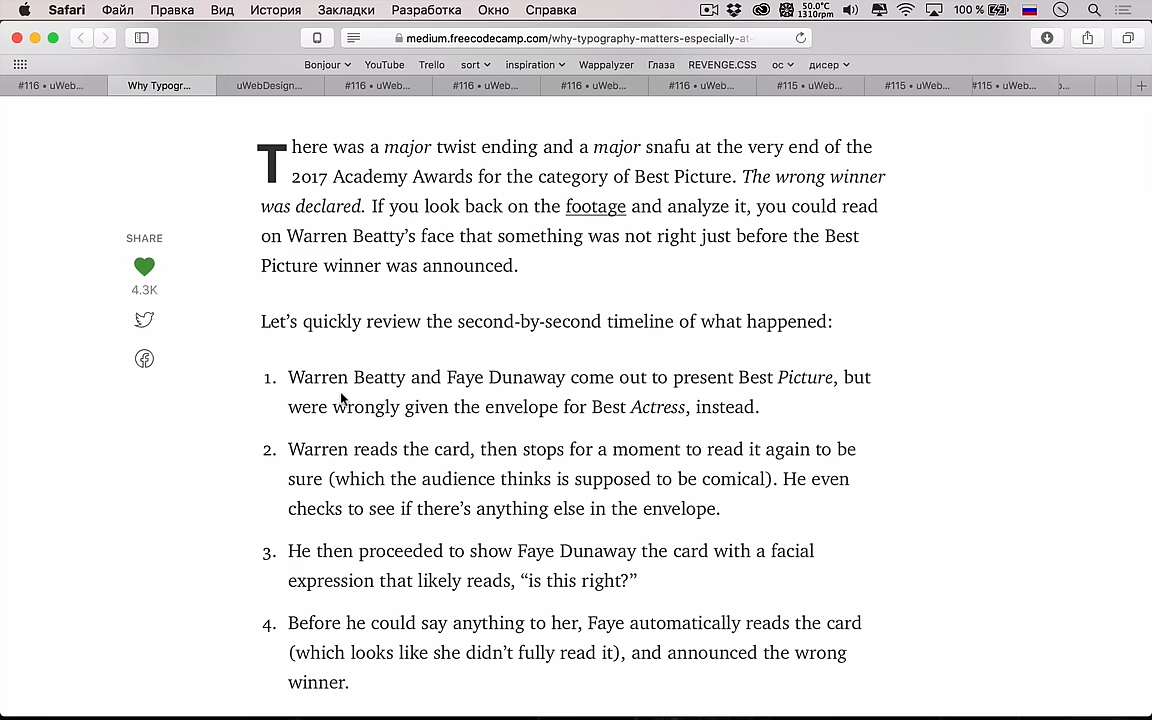 Safari Файл Правка Вид История Закладки Разработка Окно Справка 50.0°C 1310rpm 100 %
medium.freecodecamp.com/why-typography-matters-especially-at-
Bonjour YouTube Trello sort inspiration Wappalyzer Глаза REVENGE.CSS ос дисер
#116 • uWeb... Why Typogr... uWebDesign... #116 • uWeb... #116 • uWeb... #116 • uWeb... #116 • uWeb... #115 • uWeb... #115 • uWeb... #115 • uWeb...
There was a major twist ending and a major snafu at the very end of the
2017 Academy Awards for the category of Best Picture. The wrong winner
was declared. If you look back on the footage and analyze it, you could read
on Warren Beatty’s face that something was not right just before the Best
Picture winner was announced.
SHARE
4.3K
Let’s quickly review the second-by-second timeline of what happened:
1. Warren Beatty and Faye Dunaway come out to present Best Picture, but
were wrongly given the envelope for Best Actress, instead.
2. Warren reads the card, then stops for a moment to read it again to be
sure (which the audience thinks is supposed to be comical). He even
checks to see if there’s anything else in the envelope.
3. He then proceeded to show Faye Dunaway the card with a facial
expression that likely reads, “is this right?”
4. Before he could say anything to her, Faye automatically reads the card
(which looks like she didn’t fully read it), and announced the wrong
winner.